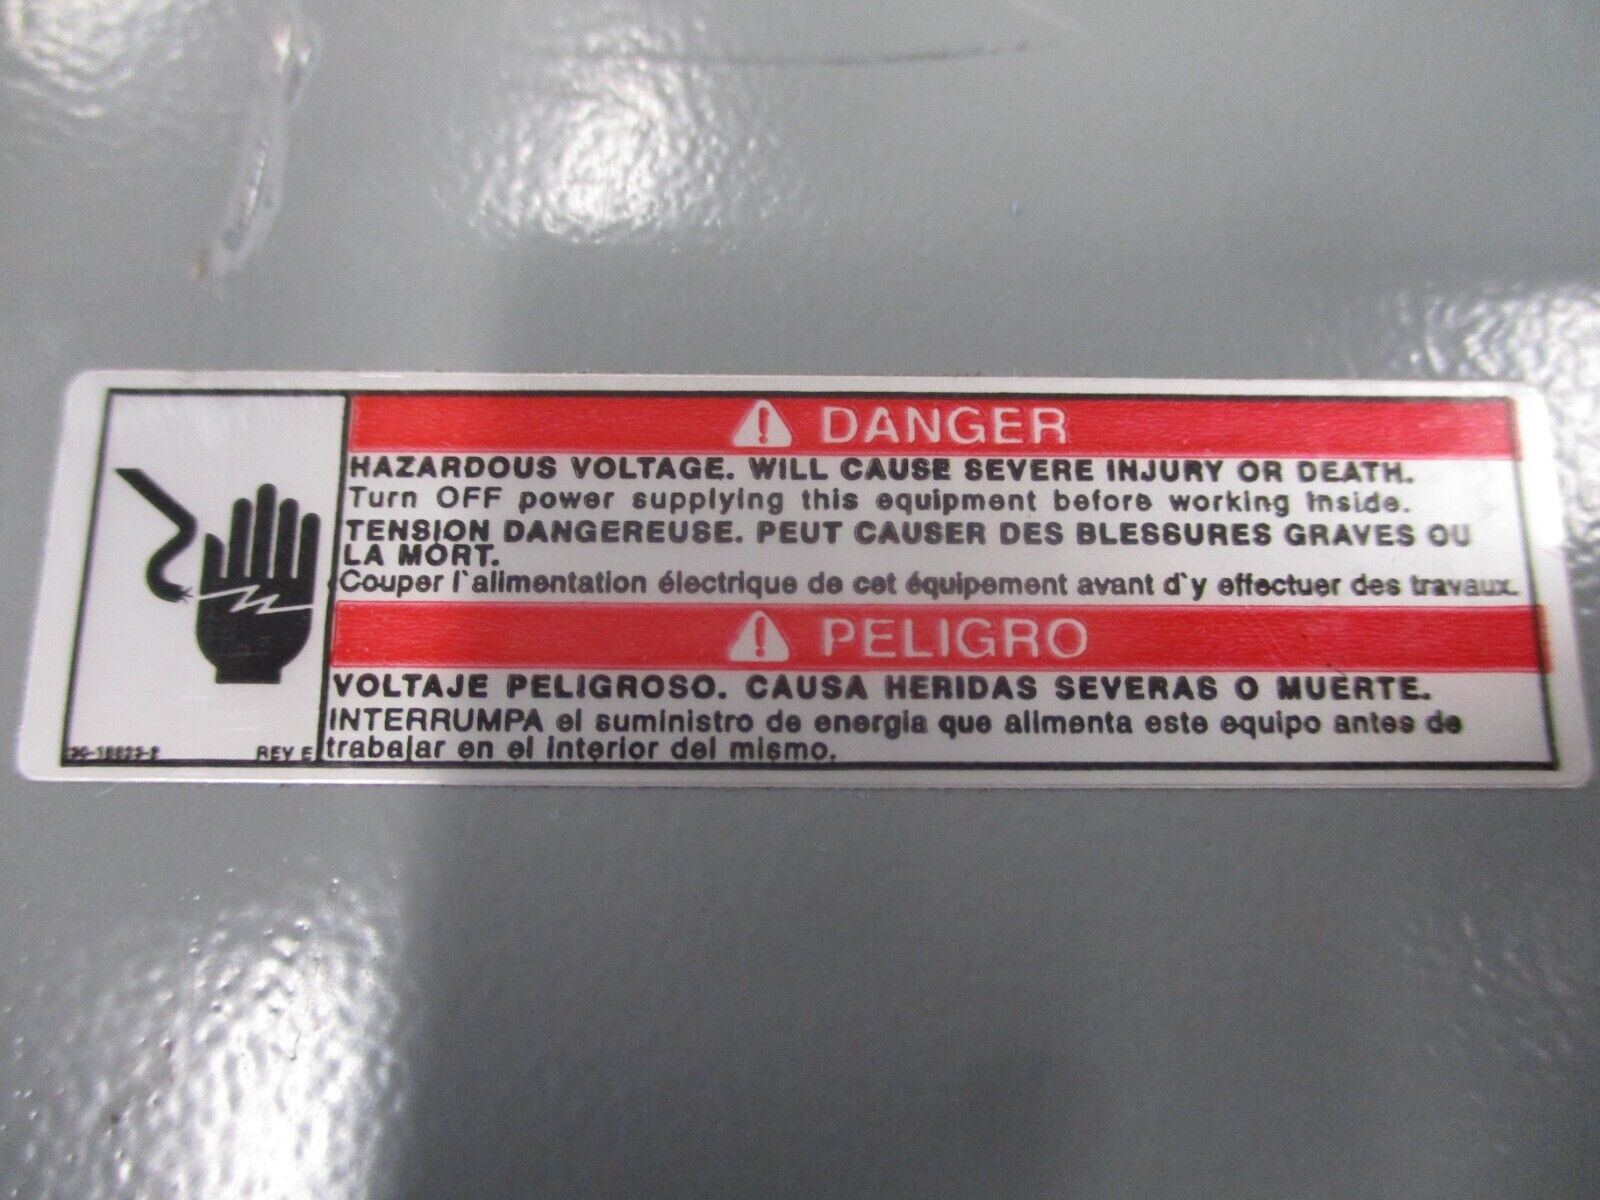 DANGER
HAZARDOUS VOLTAGE. WILL CAUSE SEVERE INJURY OR DEATH.
Turn OFF power supplying this equipment before working inside.
TENSION DANGEREUSE. PEUT CAUSER DES BLESSURES GRAVES OU
LA MORT.
Couper l'alimentation électrique de cet équipement avant d'y effectuer des travaux.
PELIGRO
VOLTAJE PELIGROSO. CAUSA HERIDAS SEVERAS O MUERTE.
INTERRUMPA el suministro de energia que alimenta este equipo antes de
trabajar en el interior del mismo.
REV E